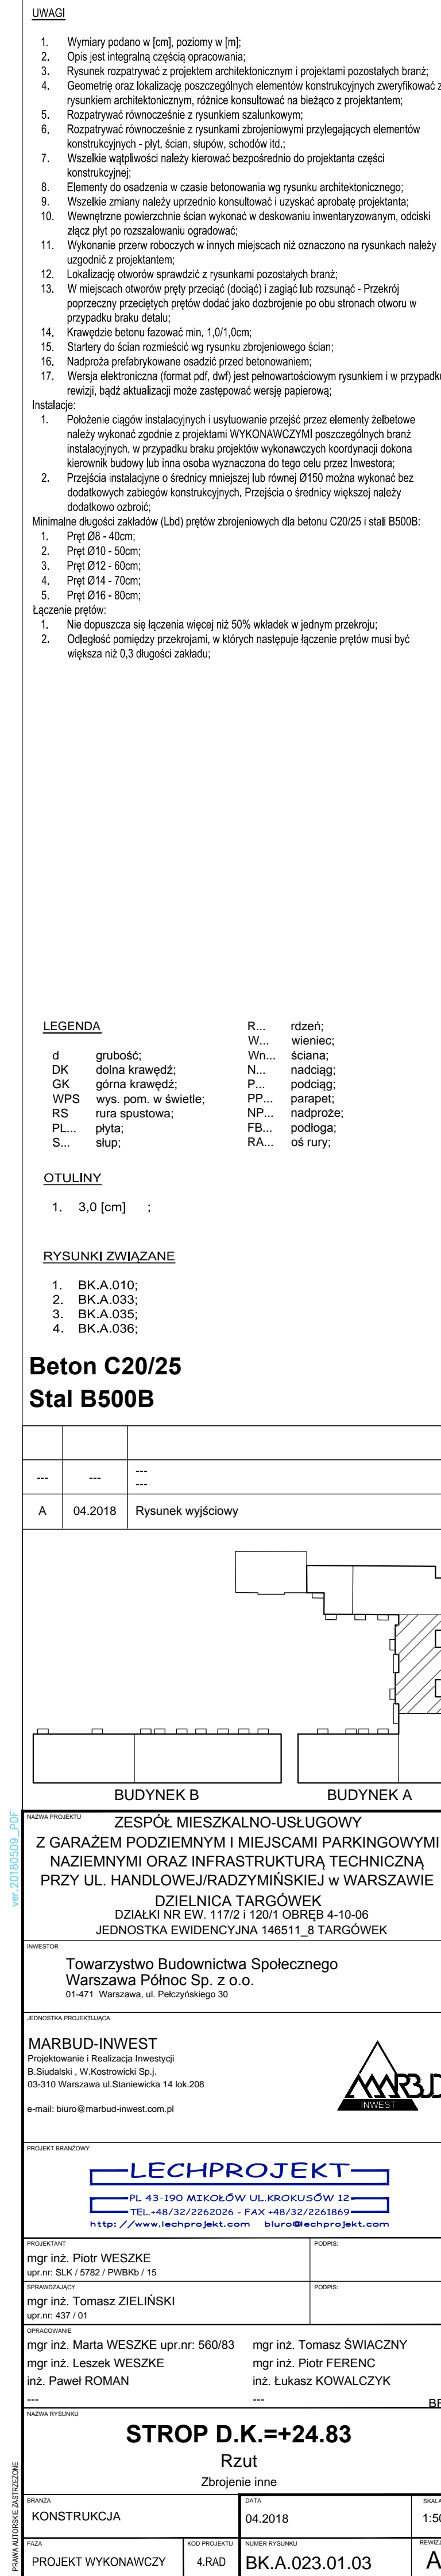 UWAGI
1. Wymiary podano w [cm], poziomy w [m];
2. Opis jest integralną częścią opracowania;
3. Rysunek rozpatrywać z projektem architektonicznym i projektami pozostałych branż;
4. Geometrię oraz lokalizację poszczególnych elementów konstrukcyjnych zweryfikować z
rysunkiem architektonicznym, różnice konsultować na bieżąco z projektantem;
5. Rozpatrywać równocześnie z rysunkiem szalunkowym;
6. Rozpatrywać równocześnie z rysunkami zbrojeniowymi przylegających elementów
konstrukcyjnych - płyt, ścian, słupów, schodów itd.;
7. Wszelkie wątpliwości należy kierować bezpośrednio do projektanta części
konstrukcyjnej;
8. Elementy do osadzenia w czasie betonowania wg rysunku architektonicznego;
9. Wszelkie zmiany należy uprzednio konsultować i uzyskać aprobatę projektanta;
10. Wewnętrzne powierzchnie ścian wykonać w deskowaniu inwentaryzowanym, odciski
złącz płyt po rozszalowaniu ogradować;
11. Wykonanie przerw roboczych w innych miejscach niż oznaczono na rysunkach należy
uzgodnić z projektantem;
12. Lokalizację otworów sprawdzić z rysunkami pozostałych branż;
13. W miejscach otworów pręty przeciąć (dociąć) i zagiąć lub rozsunąć - Przekrój
poprzeczny przeciętych prętów dodać jako dozbrojenie po obu stronach otworu w
przypadku braku detalu;
14. Krawędzie betonu fazować min. 1,0/1,0cm;
15. Startery do ścian rozmieścić wg rysunku zbrojeniowego ścian;
16. Nadproża prefabrykowane osadzić przed betonowaniem;
17. Wersja elektroniczna (format pdf, dwf) jest pełnowartościowym rysunkiem i w przypadku
rewizji, bądź aktualizacji może zastępować wersję papierową;
Instalacje:
1. Położenie ciągów instalacyjnych i usytuowanie przejść przez elementy żelbetowe
należy wykonać zgodnie z projektami WYKONAWCZYMI poszczególnych branż
instalacyjnych, w przypadku braku projektów wykonawczych koordynacji dokona
kierownik budowy lub inna osoba wyznaczona do tego celu przez Inwestora;
2. Przejścia instalacyjne o średnicy mniejszej lub równej Ø150 można wykonać bez
dodatkowych zabiegów konstrukcyjnych. Przejścia o średnicy większej należy
dodatkowo ozbroić;
Minimalne długości zakładów (Lbd) prętów zbrojeniowych dla betonu C20/25 i stali B500B:
1. Pręt Ø8 - 40cm;
2. Pręt Ø10 - 50cm;
3. Pręt Ø12 - 60cm;
4. Pręt Ø14 - 70cm;
5. Pręt Ø16 - 80cm;
Łączenie prętów:
1. Nie dopuszcza się łączenia więcej niż 50% wkładek w jednym przekroju;
2. Odległość pomiędzy przekrojami, w których następuje łączenie prętów musi być
większa niż 0,3 długości zakładu;
LEGENDA
d grubość;
DK dolna krawędź;
GK górna krawędź;
WPS wys. pom. w świetle;
RS rura spustowa;
PL... płyta;
S... słup;
R... rdzeń;
W... wieniec;
Wn... ściana;
N... nadciąg;
P... podciąg;
PP... parapet;
NP... nadproże;
FB... podłoga;
RA... oś rury;
OTULINY
1. 3,0 [cm] ;
RYSUNKI ZWIĄZANE
1. BK.A.010;
2. BK.A.033;
3. BK.A.035;
4. BK.A.036;
Beton C20/25
Stal B500B
--- --- ---
---
A 04.2018 Rysunek wyjściowy
BUDYNEK B BUDYNEK A
ver. 20180509_.PDF
NAZWA PROJEKTU
ZESPÓŁ MIESZKALNO-USŁUGOWY
Z GARAŻEM PODZIEMNYM I MIEJSCAMI PARKINGOWYMI
NAZIEMNYMI ORAZ INFRASTRUKTURĄ TECHNICZNĄ
PRZY UL. HANDLOWEJ/RADZYMIŃSKIEJ w WARSZAWIE
DZIELNICA TARGÓWEK
DZIAŁKI NR EW. 117/2 i 120/1 OBRĘB 4-10-06
JEDNOSTKA EWIDENCYJNA 146511_8 TARGÓWEK
INWESTOR
Towarzystwo Budownictwa Społecznego
Warszawa Północ Sp. z o.o.
01-471 Warszawa, ul. Pełczyńskiego 30
JEDNOSTKA PROJEKTUJĄCA
MARBUD-INWEST
Projektowanie i Realizacja Inwestycji
B.Siudalski , W.Kostrowicki Sp.j.
03-310 Warszawa ul.Staniewicka 14 lok.208
e-mail: biuro@marbud-inwest.com.pl
INWEST
PROJEKT BRANŻOWY
LECHPROJEKT
PL 43-190 MIKOŁÓW UL.KROKUSÓW 12
TEL.+48/32/2262026 - FAX +48/32/2261869
http://www.lechprojekt.com biuro@lechprojekt.com
PROJEKTANT
mgr inż. Piotr WESZKE
upr.nr: SLK / 5782 / PWBKb / 15
PODPIS:
SPRAWDZAJĄCY
mgr inż. Tomasz ZIELIŃSKI
upr.nr: 437 / 01
PODPIS:
OPRACOWANIE
mgr inż. Marta WESZKE upr.nr: 560/83 mgr inż. Tomasz ŚWIACZNY
mgr inż. Leszek WESZKE mgr inż. Piotr FERENC
inż. Paweł ROMAN inż. Łukasz KOWALCZYK
--- ---
NAZWA RYSUNKU
STROP D.K.=+24.83
Rzut
Zbrojenie inne
PRAWA AUTORSKIE ZASTRZEŻONE
BRANŻA
KONSTRUKCJA
DATA
04.2018
SKALA
1:50
FAZA
PROJEKT WYKONAWCZY
KOD PROJEKTU
4.RAD
NUMER RYSUNKU
BK.A.023.01.03
A